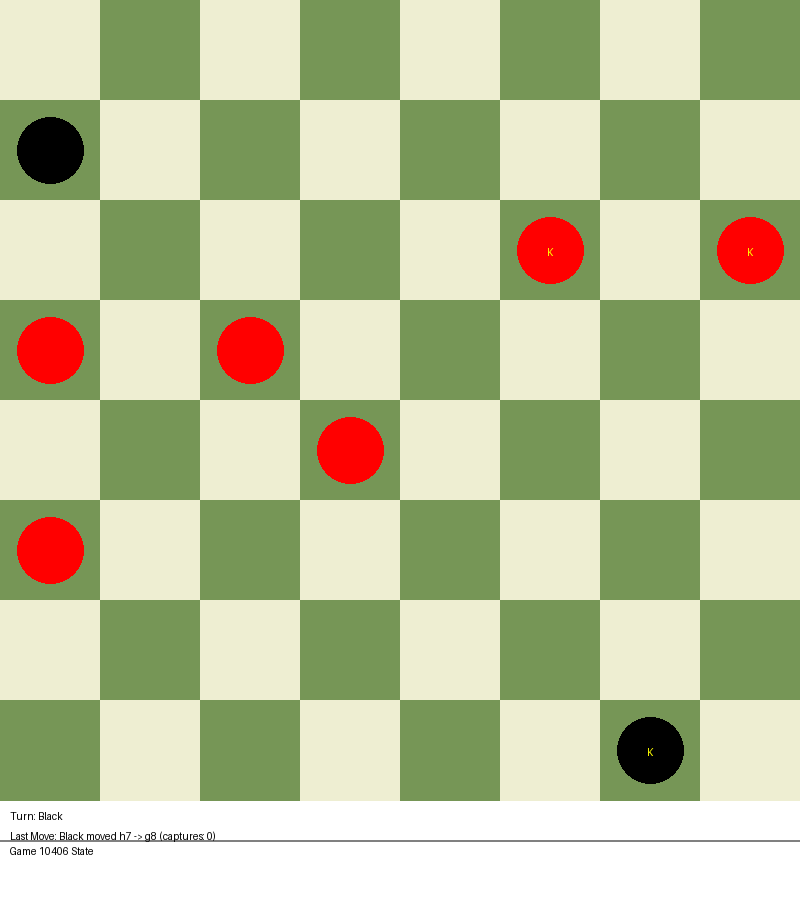 K K
K
Turn: Black
Last Move: Black moved h7 -> g8 (captures: 0)
Game 10406 State